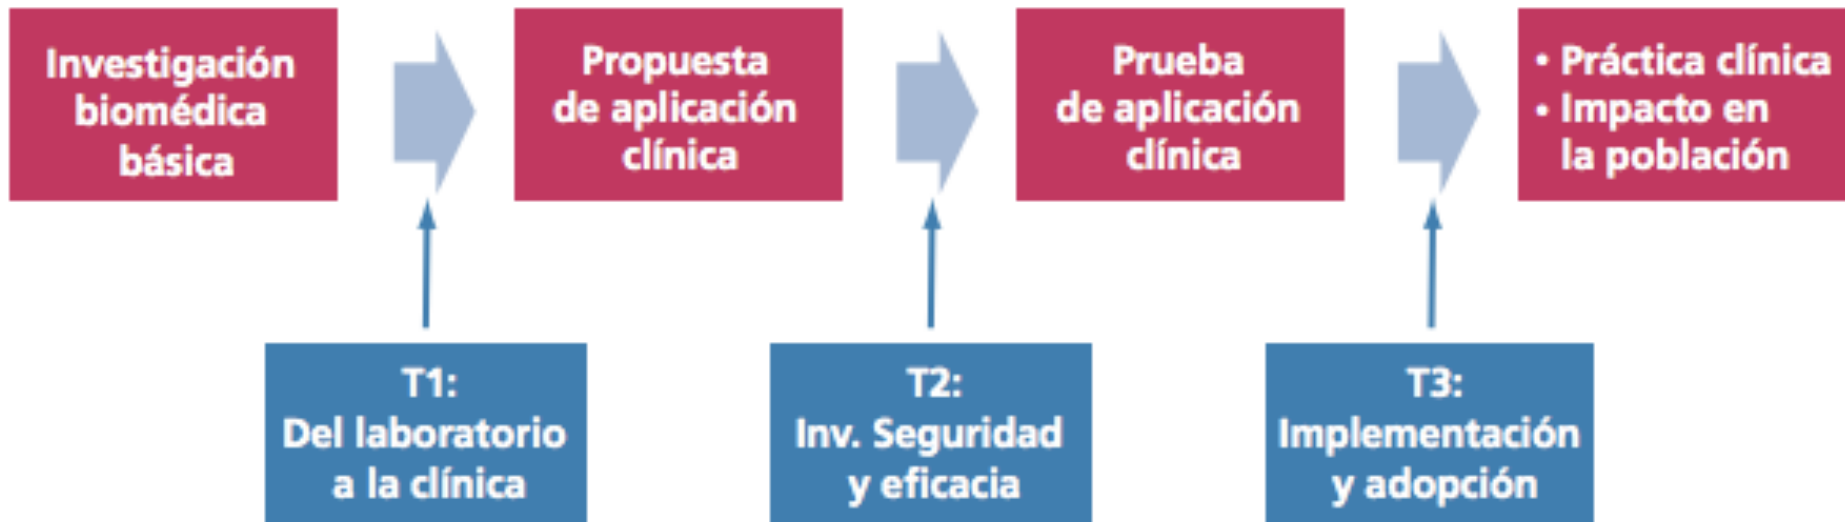 Investigación
biomédica
básica
Propuesta
de aplicación
clínica
Prueba
de aplicación
clínica
• Práctica clínica
• Impacto en
la población
T1:
Del laboratorio
a la clínica
T2:
Inv. Seguridad
y eficacia
T3:
Implementación
y adopción